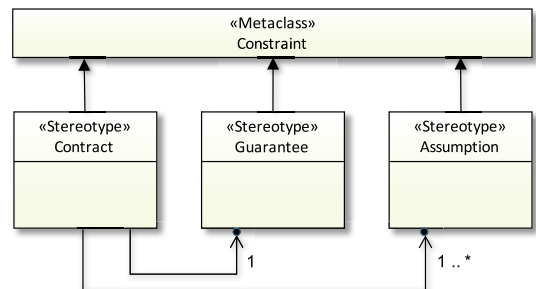 «Metaclass»
Constraint
«Stereotype»
Contract
«Stereotype»
Guarantee
«Stereotype»
Assumption
1
1 .. *